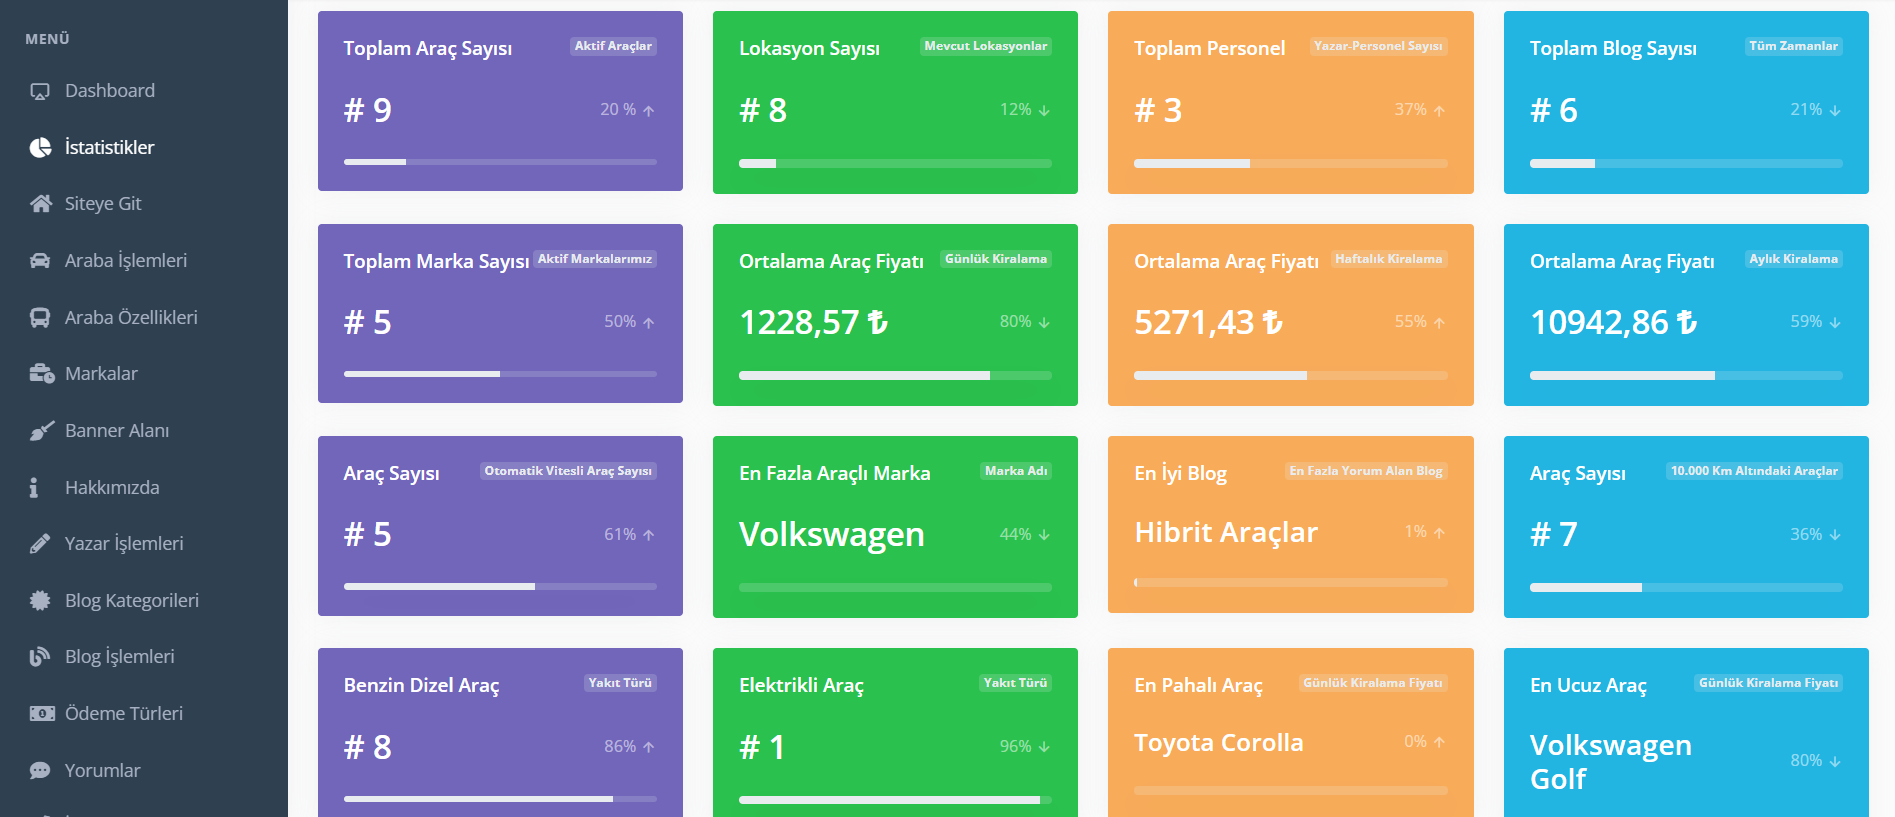 MENÜ
Dashboard
İstatistikler
Siteye Git
Araba İşlemleri
Araba Özellikleri
Markalar
Banner Alanı
Hakkımızda
Yazar İşlemleri
Blog Kategorileri
Blog İşlemleri
Ödeme Türleri
Yorumlar
Toplam Araç Sayısı
Aktif Araçlar
# 9
20 %
Lokasyon Sayısı
Mevcut Lokasyonlar
# 8
12%
Toplam Personel
Yazar-Personel Sayısı
# 3
37%
Toplam Blog Sayısı
Tüm Zamanlar
# 6
21%
Toplam Marka Sayısı
Aktif Markalarımız
# 5
50%
Ortalama Araç Fiyatı
Günlük Kiralama
1228,57 ₺
80%
Ortalama Araç Fiyatı
Haftalık Kiralama
5271,43 ₺
55%
Ortalama Araç Fiyatı
Aylık Kiralama
10942,86 ₺
59%
Araç Sayısı
Otomatik Vitesli Araç Sayısı
# 5
61%
En Fazla Araçlı Marka
Marka Adı
Volkswagen
44%
En İyi Blog
En Fazla Yorum Alan Blog
Hibrit Araçlar
1%
Araç Sayısı
10.000 Km Altındaki Araçlar
# 7
36%
Benzin Dizel Araç
Yakıt Türü
# 8
86%
Elektrikli Araç
Yakıt Türü
# 1
96%
En Pahalı Araç
Günlük Kiralama Fiyatı
Toyota Corolla
0%
En Ucuz Araç
Günlük Kiralama Fiyatı
Volkswagen
Golf
80%